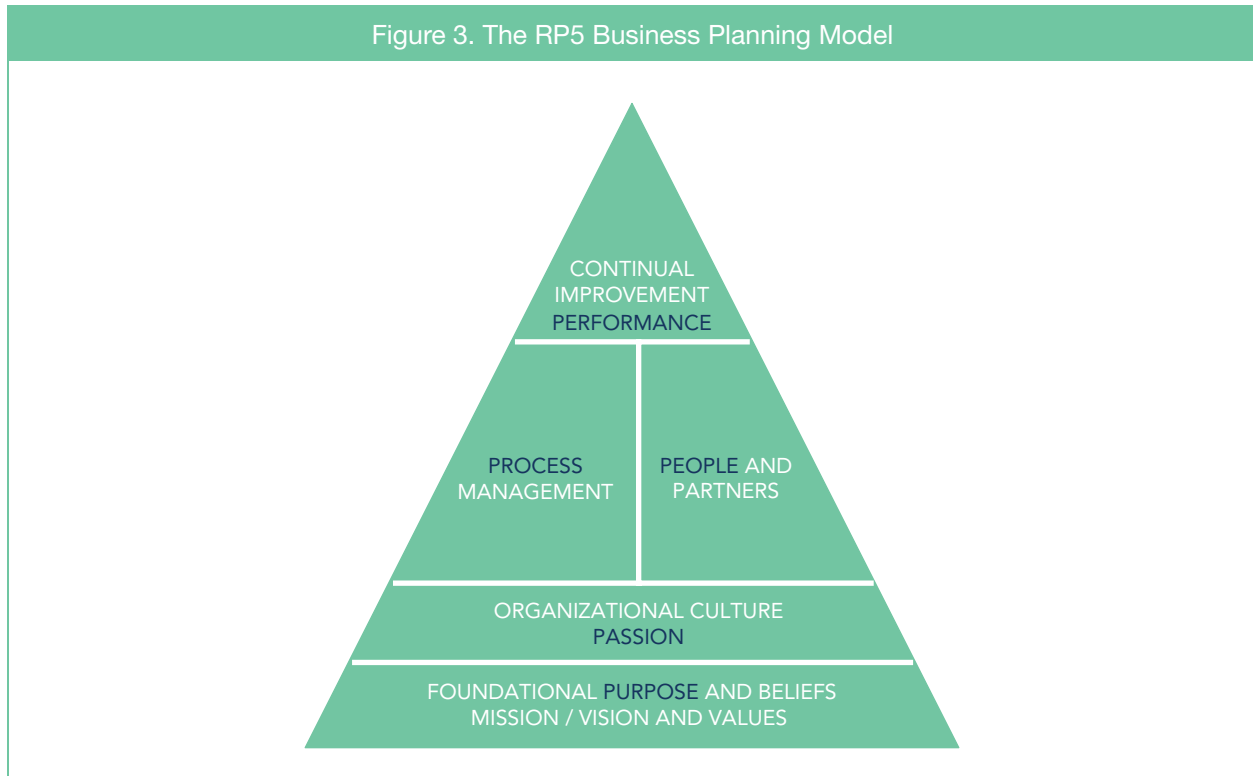 Figure 3. The RP5 Business Planning Model
CONTINUAL
IMPROVEMENT
PERFORMANCE
PROCESS
MANAGEMENT
PEOPLE AND
PARTNERS
ORGANIZATIONAL CULTURE
PASSION
FOUNDATIONAL PURPOSE AND BELIEFS
MISSION / VISION AND VALUES